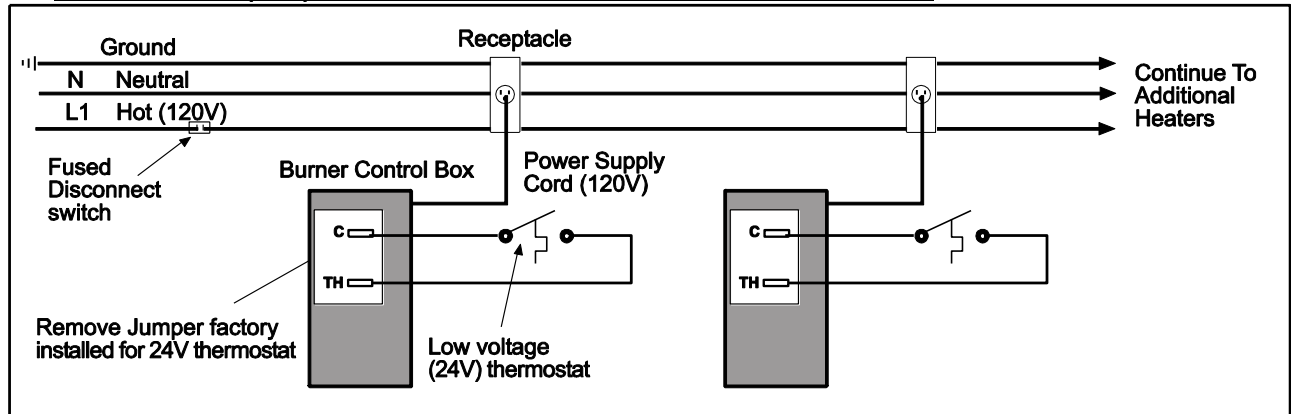 Ground
Receptacle
N Neutral
L1 Hot (120V)
Continue To
Additional
Heaters
Fused
Disconnect
switch
Burner Control Box
Power Supply
Cord (120V)
C
TH
C
TH
Remove Jumper factory
installed for 24V thermostat
Low voltage
(24V) thermostat